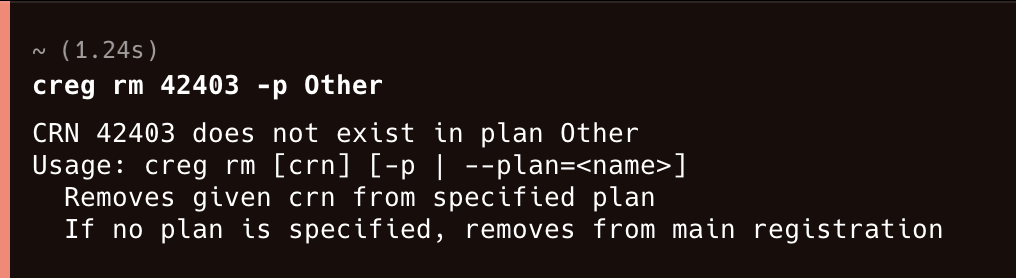 ~ (1.24s)
creg rm 42403 -p Other
CRN 42403 does not exist in plan Other
Usage: creg rm [crn] [-p | --plan=<name>]
  Removes given crn from specified plan
  If no plan is specified, removes from main registration